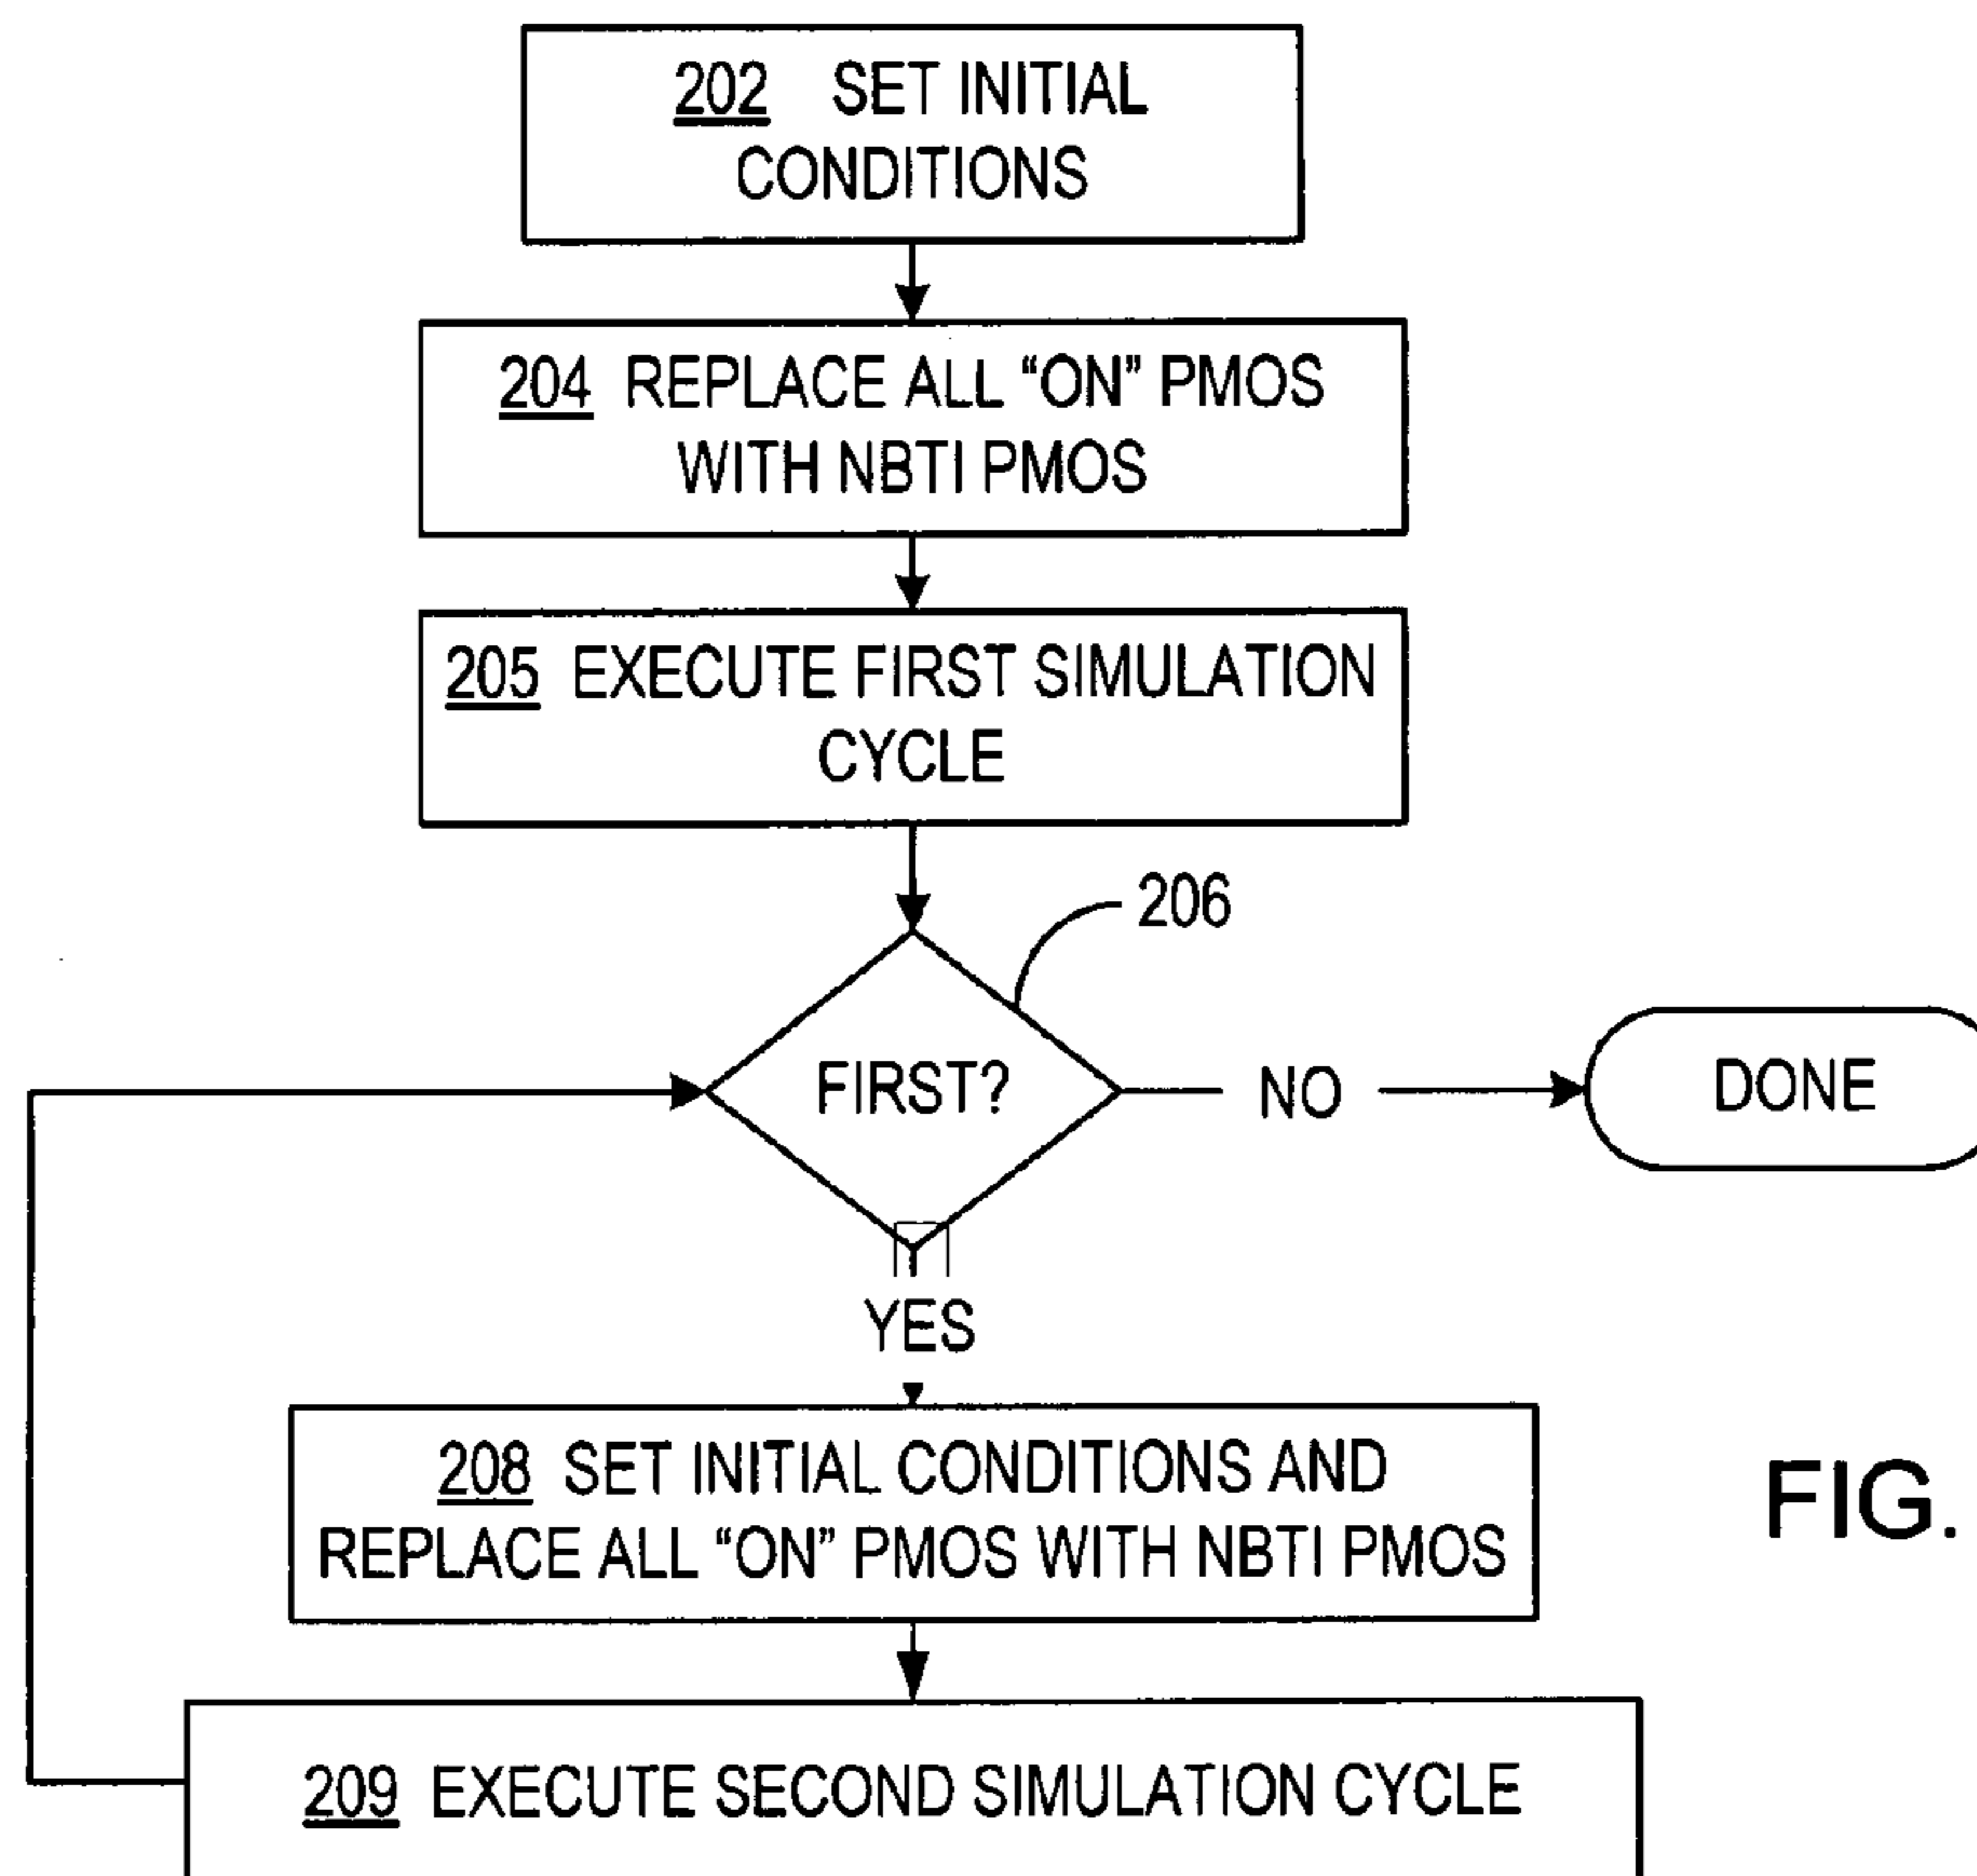 202 SET INITIAL
CONDITIONS
204 REPLACE ALL “ON” PMOS
WITH NBTI PMOS
205 EXECUTE FIRST SIMULATION
CYCLE
206
FIRST?
NO
DONE
YES
208 SET INITIAL CONDITIONS AND
REPLACE ALL “ON” PMOS WITH NBTI PMOS
FIG.
209 EXECUTE SECOND SIMULATION CYCLE